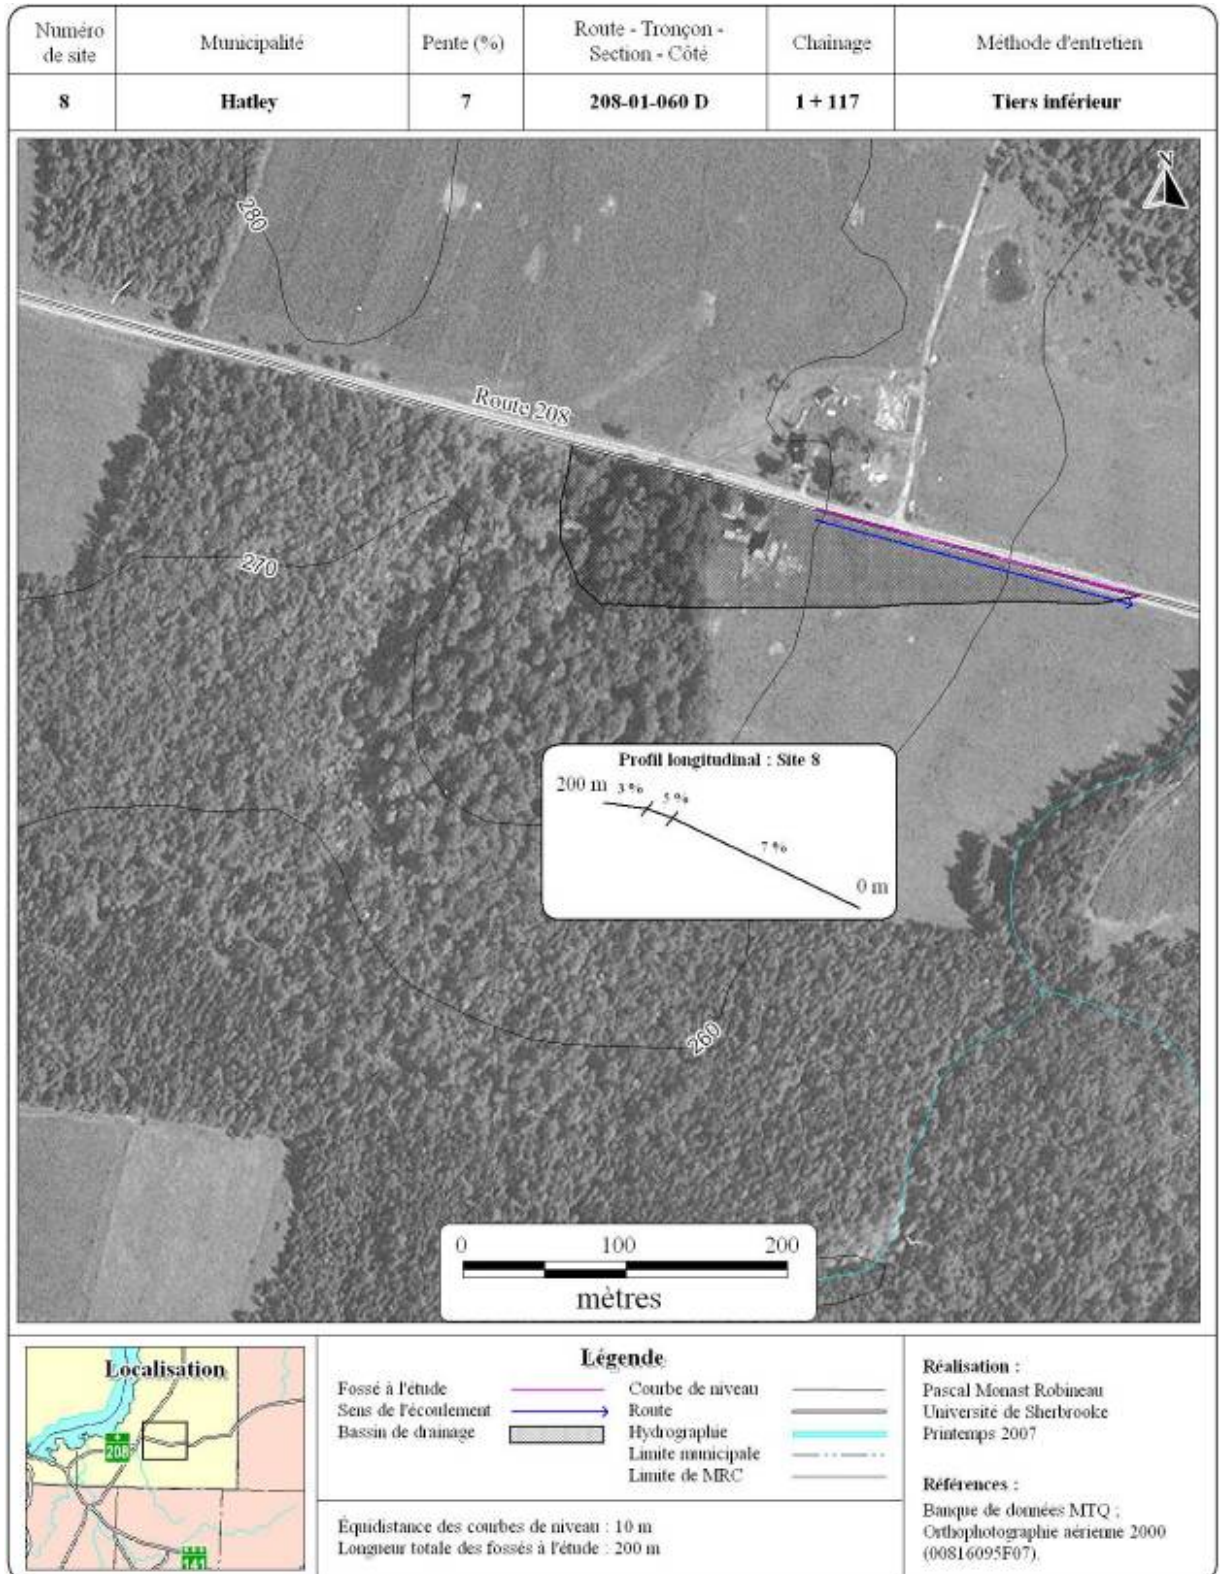 Numéro
de site
Municipalité
Pente (%)
Route - Tronçon -
Section - Côté
Chaînage
Méthode d'entretien
8
Hatley
7
208-01-060 D
1 + 117
Tiers inférieur
N
280
Route 208
270
Profil longitudinal : Site 8
200 m
3 %
5 %
7 %
0 m
260
0
100
200
mètres
Localisation
208
141
Légende
Fossé à l'étude
Sens de l'écoulement
Bassin de drainage
Courbe de niveau
Route
Hydrographie
Limite municipale
Limite de MRC
Équidistance des courbes de niveau : 10 m
Longueur totale des fossés à l'étude : 200 m
Réalisation :
Pascal Monast Robineau
Université de Sherbrooke
Printemps 2007
Références :
Banque de données MTQ ;
Orthophotographie aérienne 2000
(00816095F07).